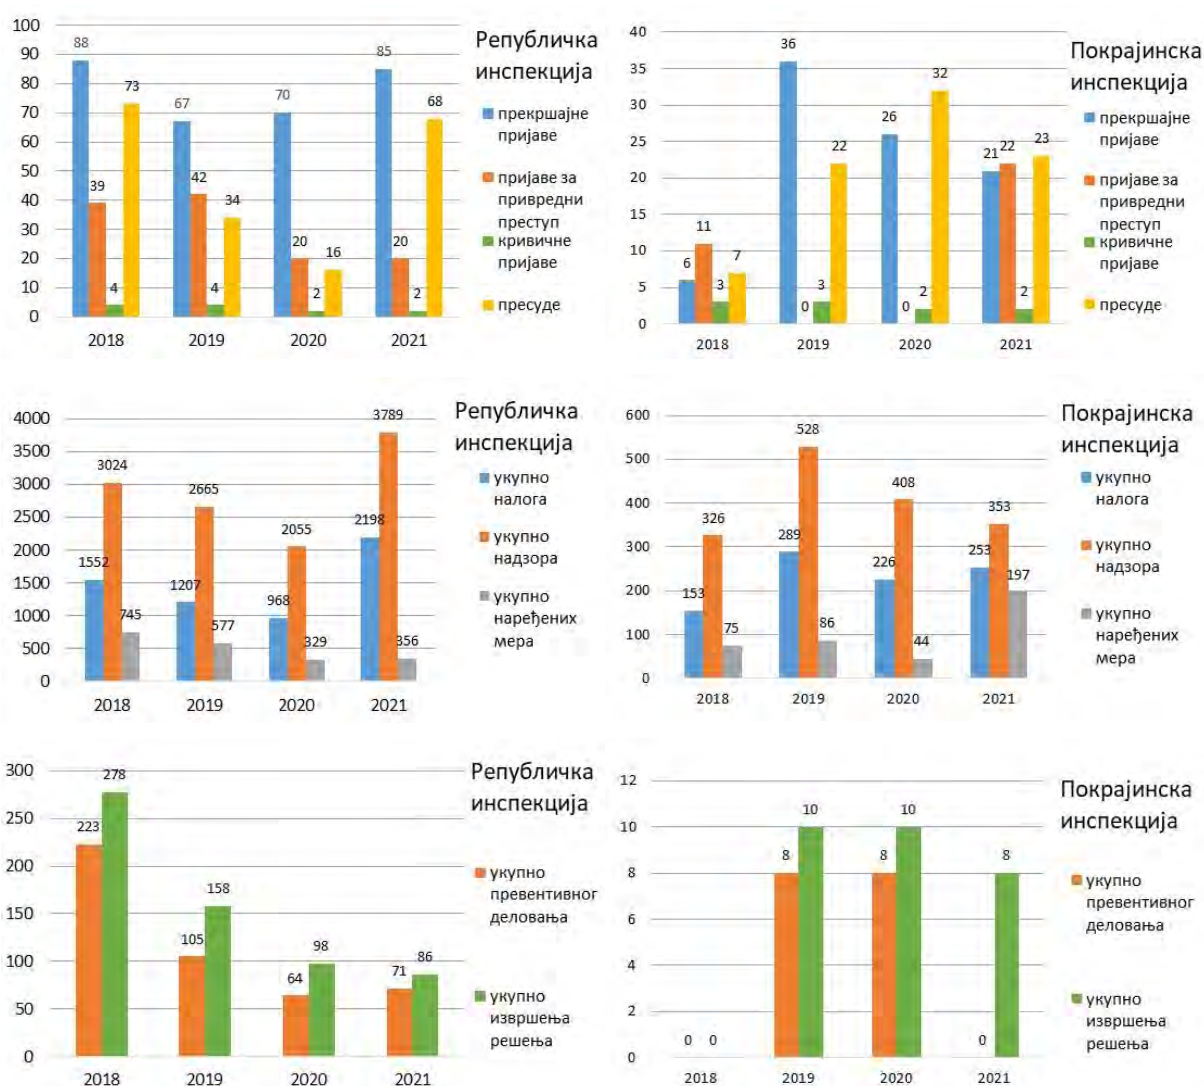 Републичка
инспекција
100
90
80
70
60
50
40
30
20
10
0
88
39
4
73
67
42
4
34
70
20
2
16
85
20
2
68
2018
2019
2020
2021
прекршајне
пријаве
пријаве за
привредни
преступ
кривичне
пријаве
пресуде
Покрајинска
инспекција
40
35
30
25
20
15
10
5
0
6
11
3
7
36
0
3
22
26
0
2
32
21
22
2
23
2018
2019
2020
2021
прекршајне
пријаве
пријаве за
привредни
преступ
кривичне
пријаве
пресуде
Републичка
инспекција
4000
3500
3000
2500
2000
1500
1000
500
0
1552
3024
745
1207
2665
577
968
2055
329
2198
3789
356
2018
2019
2020
2021
укупно
налога
укупно
надзора
укупно
наређених
мера
Покрајинска
инспекција
600
500
400
300
200
100
0
153
326
75
289
528
86
226
408
44
253
353
197
2018
2019
2020
2021
укупно
налога
укупно
надзора
укупно
наређених
мера
Републичка
инспекција
300
250
200
150
100
50
0
223
278
105
158
64
98
71
86
2018
2019
2020
2021
укупно
превентивног
деловања
укупно
извршења
решења
Покрајинска
инспекција
12
10
8
6
4
2
0
0
0
8
10
8
10
0
8
2018
2019
2020
2021
укупно
превентивног
деловања
укупно
извршења
решења